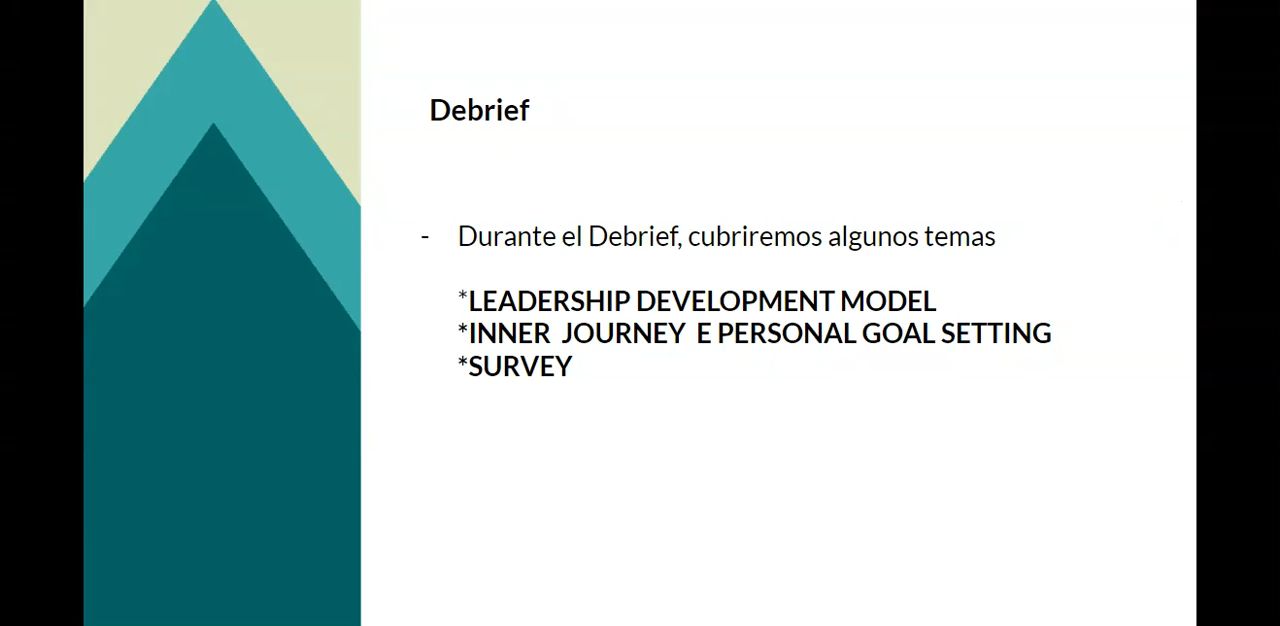 Debrief
- Durante el Debrief, cubriremos algunos temas
*LEADERSHIP DEVELOPMENT MODEL
*INNER JOURNEY E PERSONAL GOAL SETTING
*SURVEY